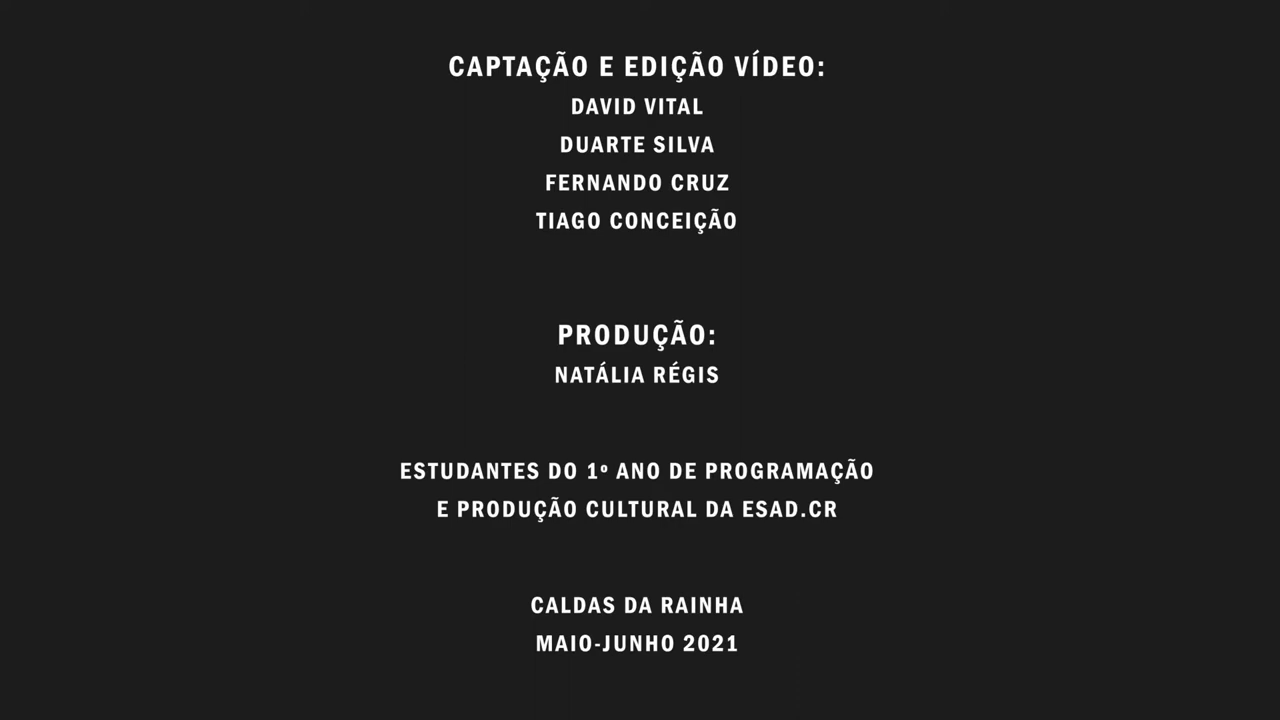 CAPTAÇÃO E EDIÇÃO VÍDEO:
DAVID VITAL
DUARTE SILVA
FERNANDO CRUZ
TIAGO CONCEIÇÃO
PRODUÇÃO:
NATÁLIA RÉGIS
ESTUDANTES DO 1º ANO DE PROGRAMAÇÃO
E PRODUÇÃO CULTURAL DA ESAD.CR
CALDAS DA RAINHA
MAIO-JUNHO 2021